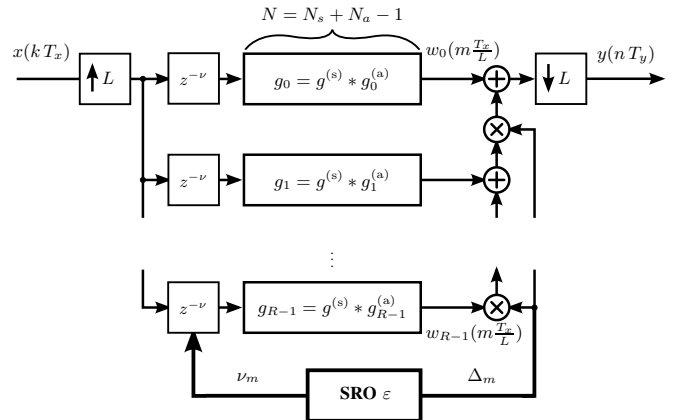 N = N_s + N_a − 1
x(k T_x)
w_0(m T_x/L)
y(n T_y)
↑ L
z^{−ν}
g_0 = g^{(s)} * g_0^{(a)}
+
↓ L
×
z^{−ν}
g_1 = g^{(s)} * g_1^{(a)}
+
⋮
z^{−ν}
g_{R−1} = g^{(s)} * g_{R−1}^{(a)}
×
w_{R−1}(m T_x/L)
ν_m
SRO ε
Δ_m